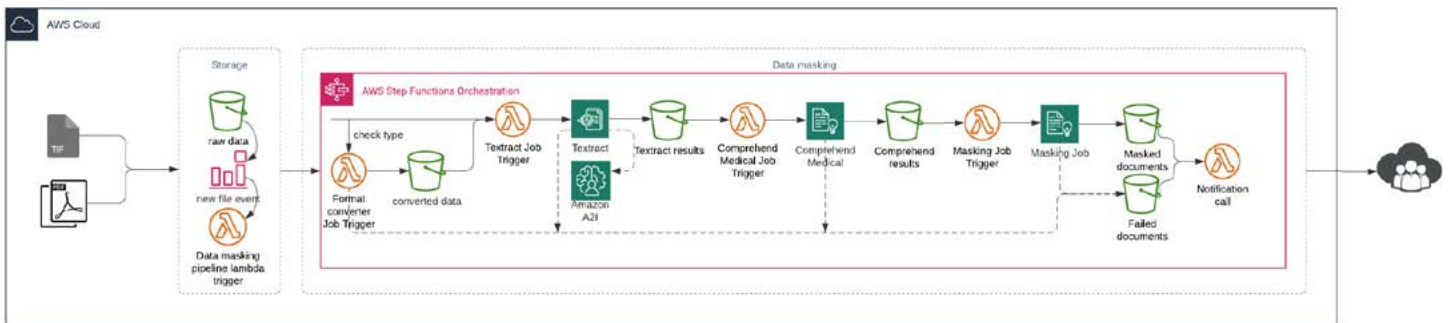 AWS Cloud
Storage
Data masking
AWS Step Functions Orchestration
TIF
PDF
raw data
new file event
Data masking
pipeline lambda
trigger
check type
Format
converter
Job Trigger
converted data
Textract Job
Trigger
Textract
Amazon
A2I
Textract results
Comprehend
Medical Job
Trigger
Comprehend
Medical
Comprehend
results
Masking Job
Trigger
Masking Job
Masked
documents
Failed
documents
Notification
call